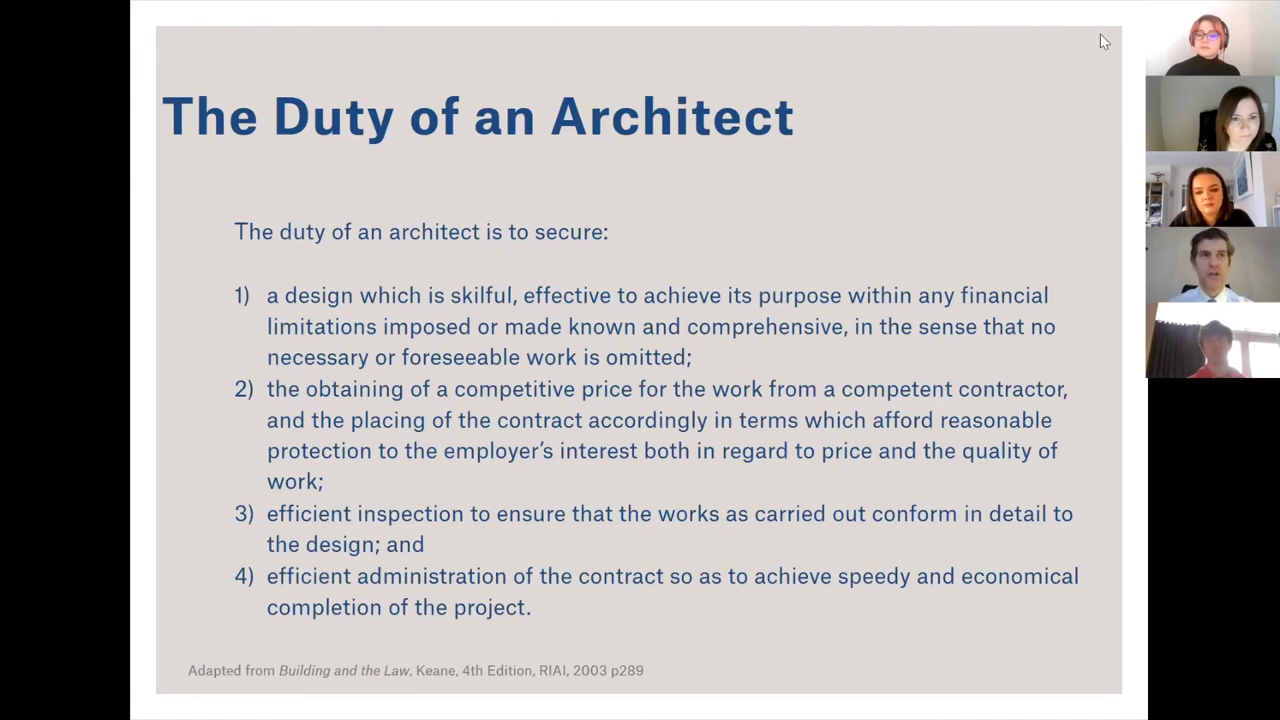 The Duty of an Architect
The duty of an architect is to secure:
1) a design which is skilful, effective to achieve its purpose within any financial
limitations imposed or made known and comprehensive, in the sense that no
necessary or foreseeable work is omitted;
2) the obtaining of a competitive price for the work from a competent contractor,
and the placing of the contract accordingly in terms which afford reasonable
protection to the employer’s interest both in regard to price and the quality of
work;
3) efficient inspection to ensure that the works as carried out conform in detail to
the design; and
4) efficient administration of the contract so as to achieve speedy and economical
completion of the project.
Adapted from Building and the Law, Keane, 4th Edition, RIAI, 2003 p289